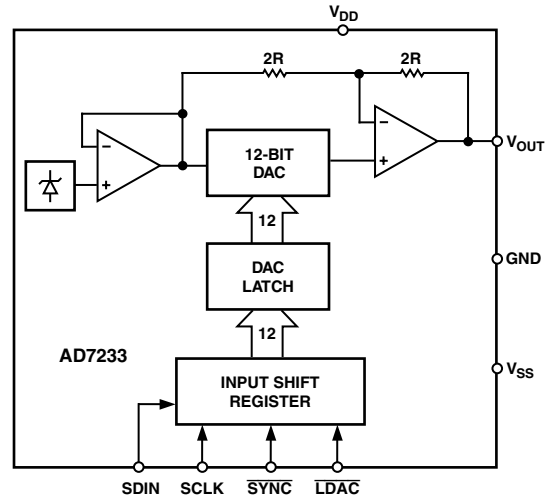 VDD
2R 2R
–
+
12-BIT
DAC
–
+
VOUT
12
GND
DAC
LATCH
12
AD7233
VSS
INPUT SHIFT
REGISTER
SDIN SCLK SYNC LDAC